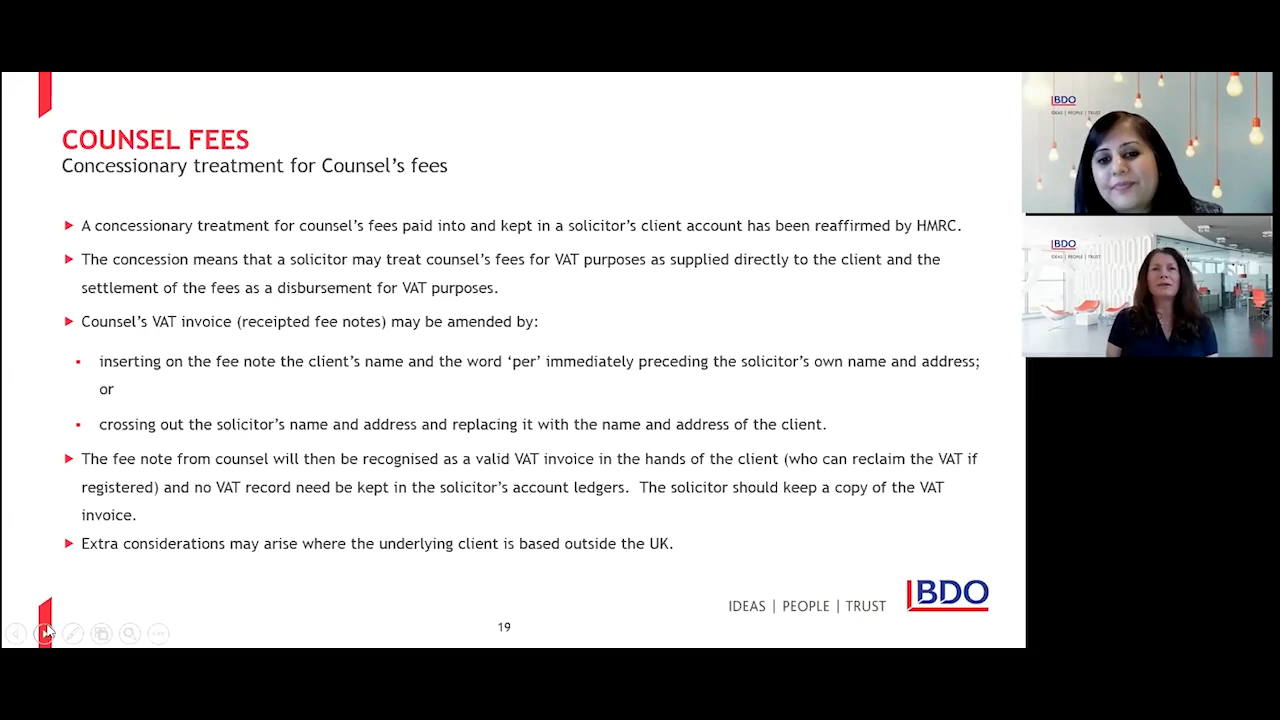 COUNSEL FEES
Concessionary treatment for Counsel's fees
A concessionary treatment for counsel's fees paid into and kept in a solicitor's client account has been reaffirmed by HMRC.
The concession means that a solicitor may treat counsel's fees for VAT purposes as supplied directly to the client and the
settlement of the fees as a disbursement for VAT purposes.
Counsel's VAT invoice (receipted fee notes) may be amended by:
inserting on the fee note the client's name and the word 'per' immediately preceding the solicitor's own name and address;
or
crossing out the solicitor's name and address and replacing it with the name and address of the client.
The fee note from counsel will then be recognised as a valid VAT invoice in the hands of the client (who can reclaim the VAT if
registered) and no VAT record need be kept in the solicitor's account ledgers. The solicitor should keep a copy of the VAT
invoice.
Extra considerations may arise where the underlying client is based outside the UK.
IDEAS | PEOPLE | TRUST
BDO
19
BDO
IDEAS | PEOPLE | TRUST
BDO
IDEAS | PEOPLE | TRUST